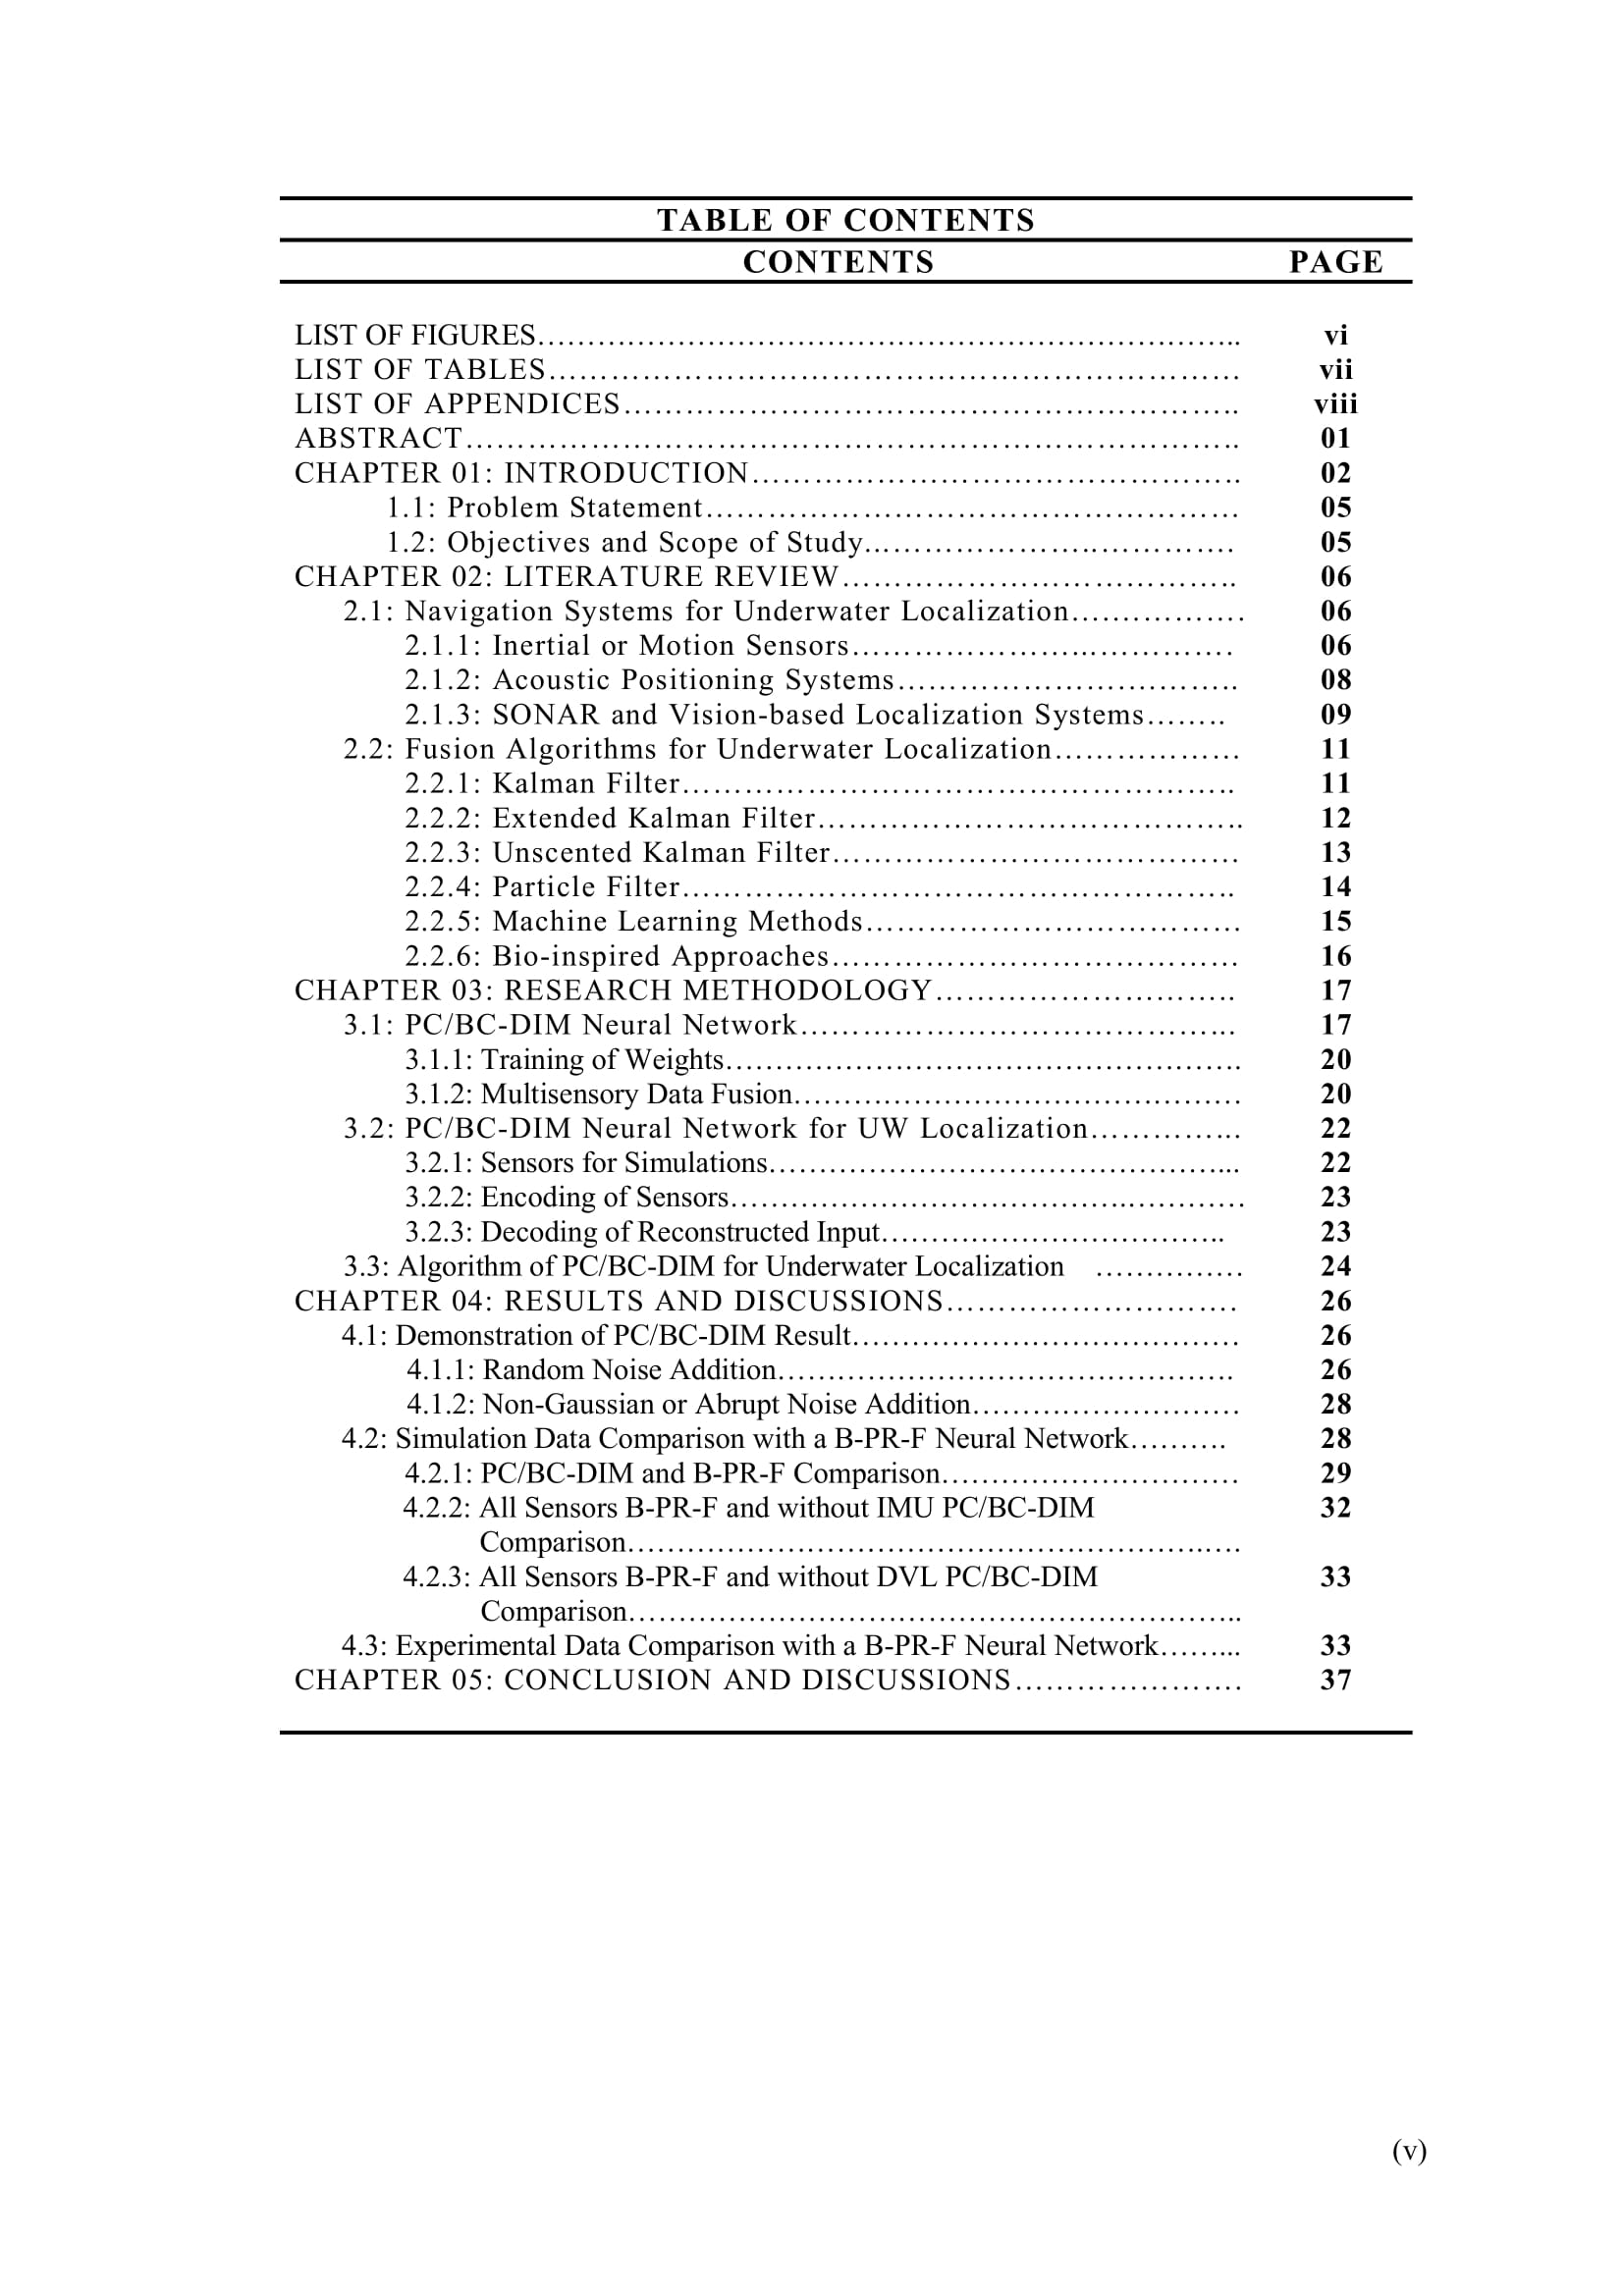 TABLE OF CONTENTS
CONTENTS PAGE
LIST OF FIGURES……………………………………………………………... vi
LIST OF TABLES…………………………………………………………… vii
LIST OF APPENDICES…………………………………………………….. viii
ABSTRACT………………………………………………………………….. 01
CHAPTER 01: INTRODUCTION…………………………………………. 02
1.1: Problem Statement……………………………………………… 05
1.2: Objectives and Scope of Study...…………………..…………. 05
CHAPTER 02: LITERATURE REVIEW…………………………………. 06
2.1: Navigation Systems for Underwater Localization……………… 06
2.1.1: Inertial or Motion Sensors…………………..…………… 06
2.1.2: Acoustic Positioning Systems…………………………….. 08
2.1.3: SONAR and Vision-based Localization Systems…….. 09
2.2: Fusion Algorithms for Underwater Localization……………… 11
2.2.1: Kalman Filter……………………………………………….. 11
2.2.2: Extended Kalman Filter…………………………………….. 12
2.2.3: Unscented Kalman Filter………………………………… 13
2.2.4: Particle Filter……………………………………………….. 14
2.2.5: Machine Learning Methods……………………………… 15
2.2.6: Bio-inspired Approaches………………………………… 16
CHAPTER 03: RESEARCH METHODOLOGY……………………….. 17
3.1: PC/BC-DIM Neural Network…………………………………….. 17
3.1.1: Training of Weights……………………………………………. 20
3.1.2: Multisensory Data Fusion……………………………………… 20
3.2: PC/BC-DIM Neural Network for UW Localization…………... 22
3.2.1: Sensors for Simulations………………………………………... 22
3.2.2: Encoding of Sensors………………………………….………… 23
3.2.3: Decoding of Reconstructed Input…………………………….. 23
3.3: Algorithm of PC/BC-DIM for Underwater Localization …………… 24
CHAPTER 04: RESULTS AND DISCUSSIONS……………………… 26
4.1: Demonstration of PC/BC-DIM Result………………………………… 26
4.1.1: Random Noise Addition………………………………………. 26
4.1.2: Non-Gaussian or Abrupt Noise Addition……………………… 28
4.2: Simulation Data Comparison with a B-PR-F Neural Network………. 28
4.2.1: PC/BC-DIM and B-PR-F Comparison………………………… 29
4.2.2: All Sensors B-PR-F and without IMU PC/BC-DIM 32
Comparison………………………………………………….…
4.2.3: All Sensors B-PR-F and without DVL PC/BC-DIM 33
Comparison……………………………………………………...
4.3: Experimental Data Comparison with a B-PR-F Neural Network……... 33
CHAPTER 05: CONCLUSION AND DISCUSSIONS………………… 37
(v)